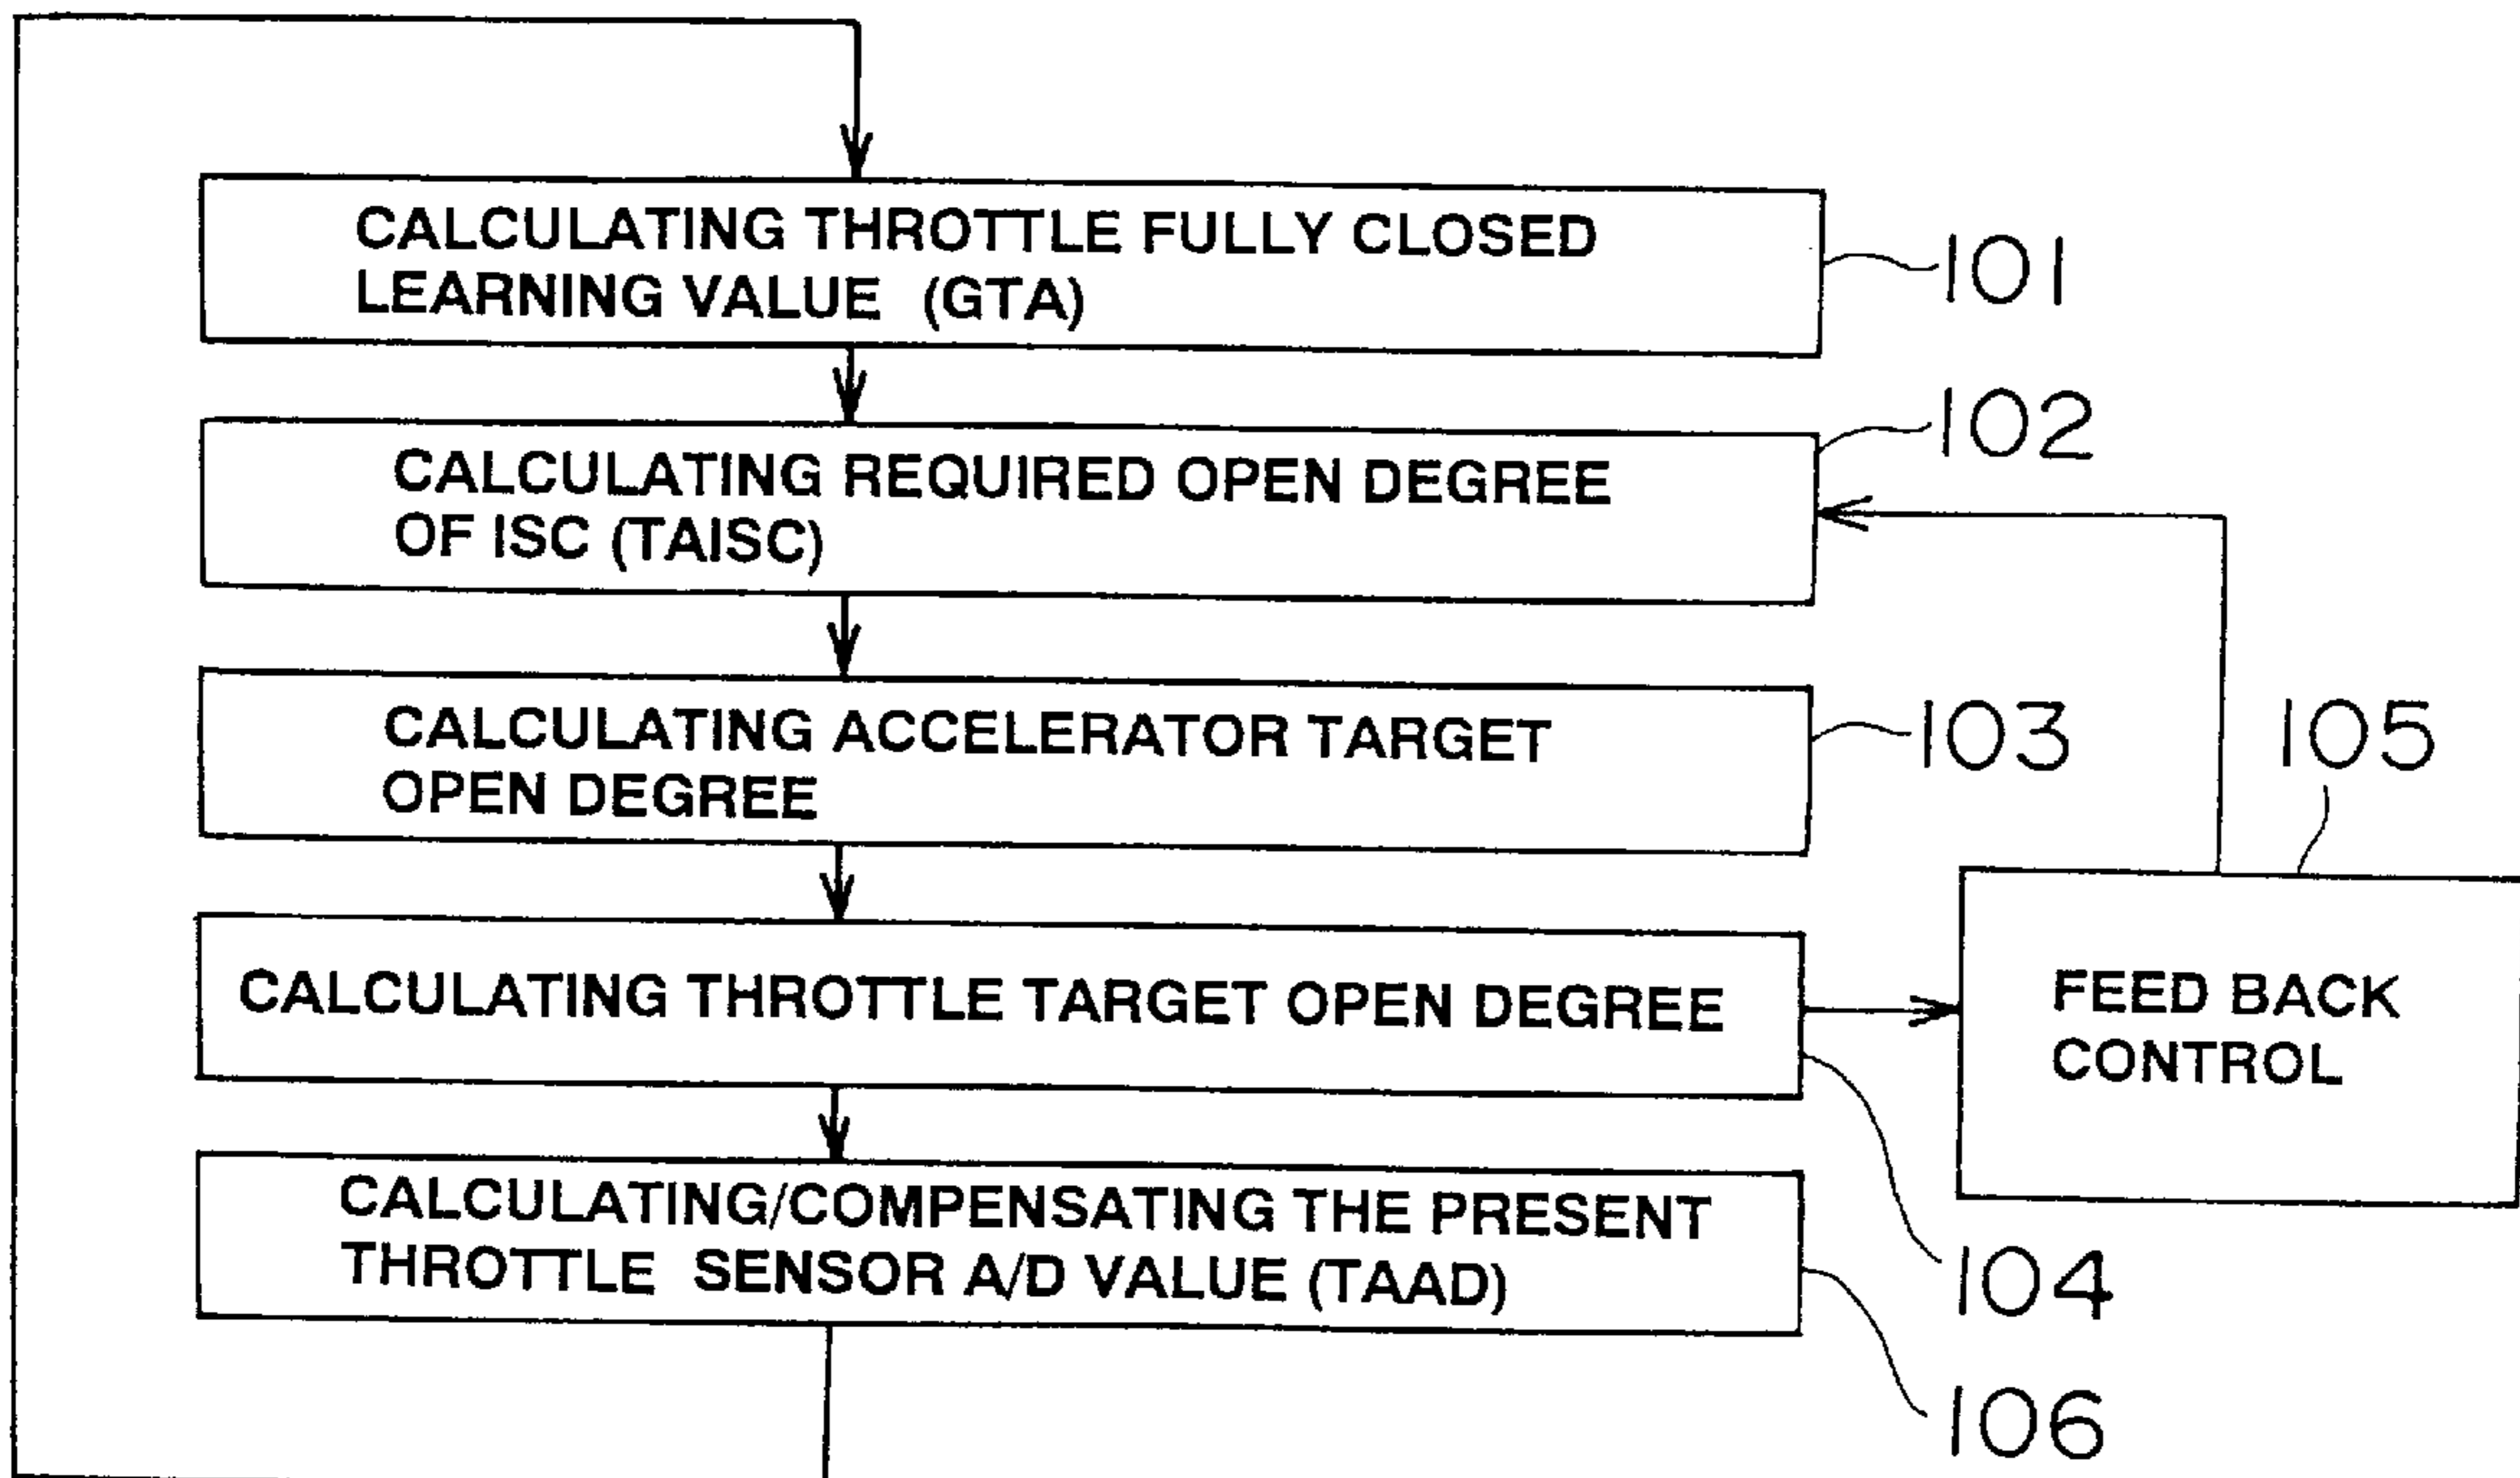 CALCULATING THROTTLE FULLY CLOSED
LEARNING VALUE (GTA)
101
102
CALCULATING REQUIRED OPEN DEGREE
OF ISC (TAISC)
CALCULATING ACCELERATOR TARGET
OPEN DEGREE
103
105
CALCULATING THROTTLE TARGET OPEN DEGREE
FEED BACK
CONTROL
CALCULATING/COMPENSATING THE PRESENT
THROTTLE SENSOR A/D VALUE (TAAD)
104
106